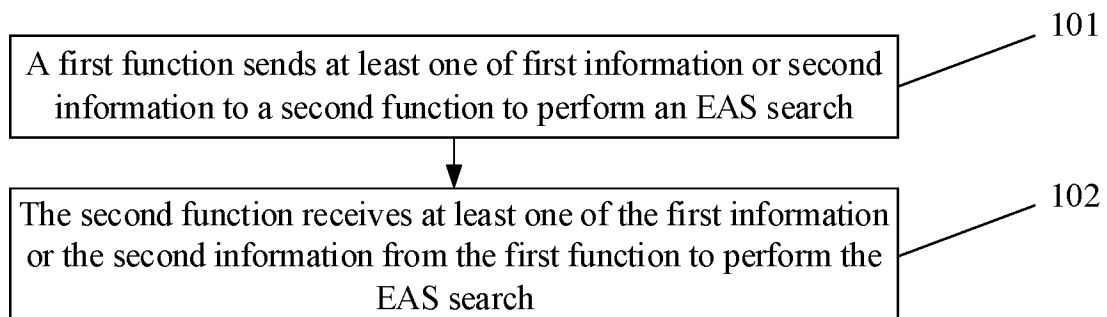 101
A first function sends at least one of first information or second
information to a second function to perform an EAS search
102
The second function receives at least one of the first information
or the second information from the first function to perform the
EAS search